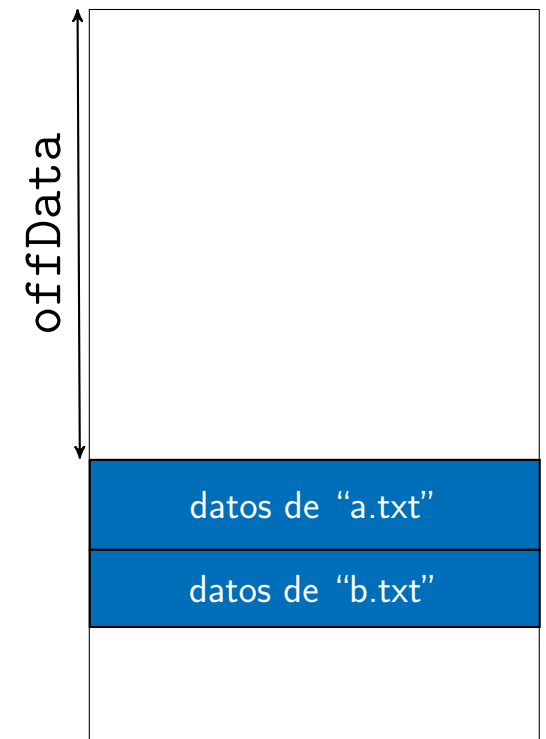 offData
datos de “a.txt”
datos de “b.txt”